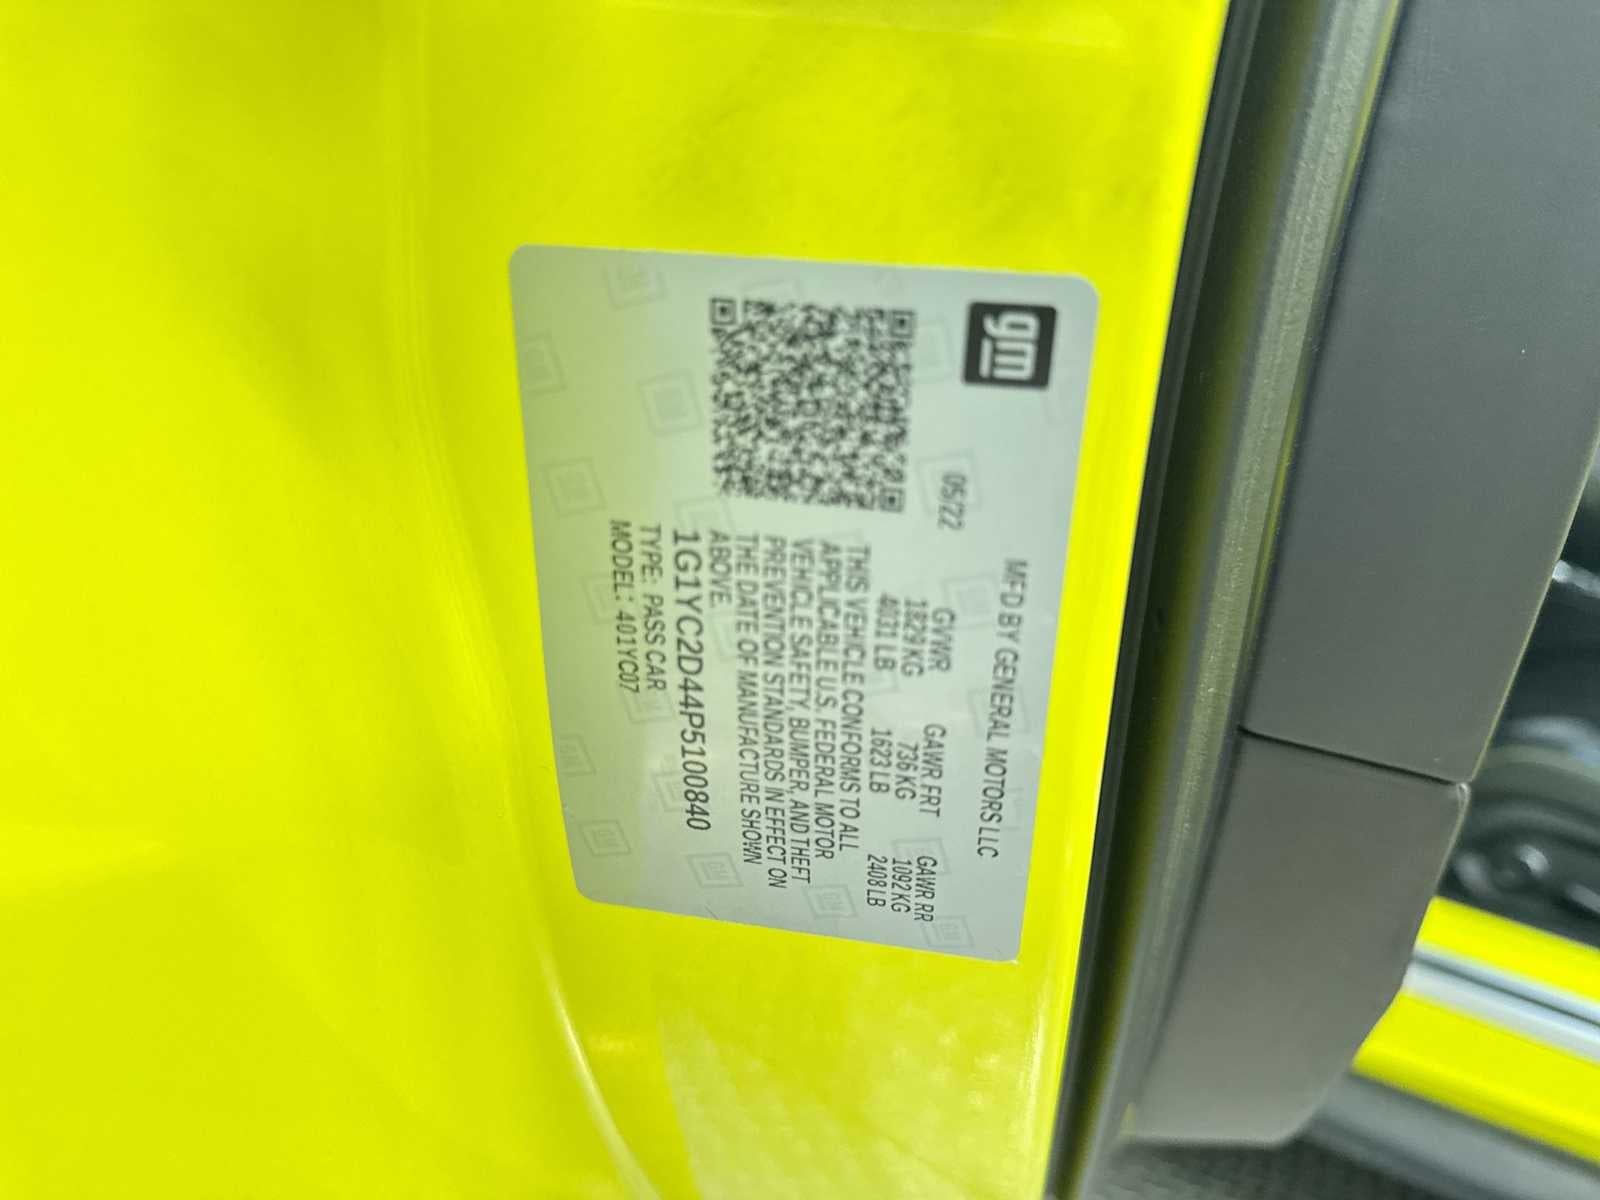 gm
MFD BY GENERAL MOTORS LLC
05/22
GVWR GAWR FRT GAWR RR
1829 KG 736 KG 1092 KG
4031 LB 1623 LB 2408 LB
THIS VEHICLE CONFORMS TO ALL
APPLICABLE U.S. FEDERAL MOTOR
VEHICLE SAFETY, BUMPER, AND THEFT
PREVENTION STANDARDS IN EFFECT ON
THE DATE OF MANUFACTURE SHOWN
ABOVE.
1G1YC2D44P5100840
TYPE: PASS CAR
MODEL: 401YC07